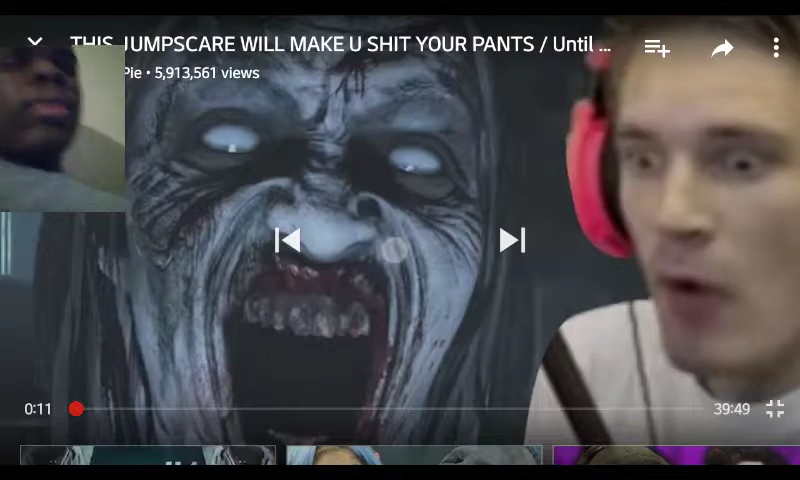 THIS JUMPSCARE WILL MAKE U SHIT YOUR PANTS / Until ...
Pie • 5,913,561 views
0:11
39:49